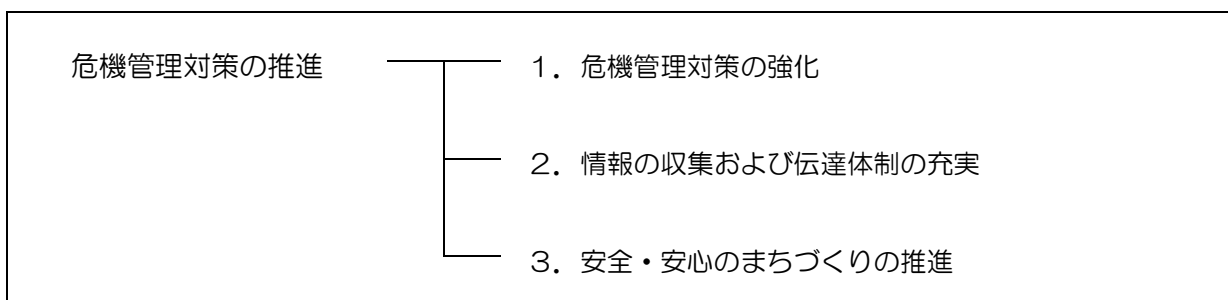 危機管理対策の推進
１．危機管理対策の強化
２．情報の収集および伝達体制の充実
３．安全・安心のまちづくりの推進